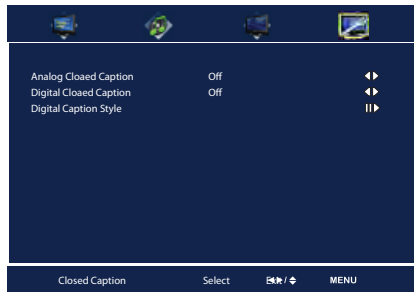 Analog Cloaed Caption Off
Digital Cloaed Caption Off
Digital Caption Style
Closed Caption Select / MENU